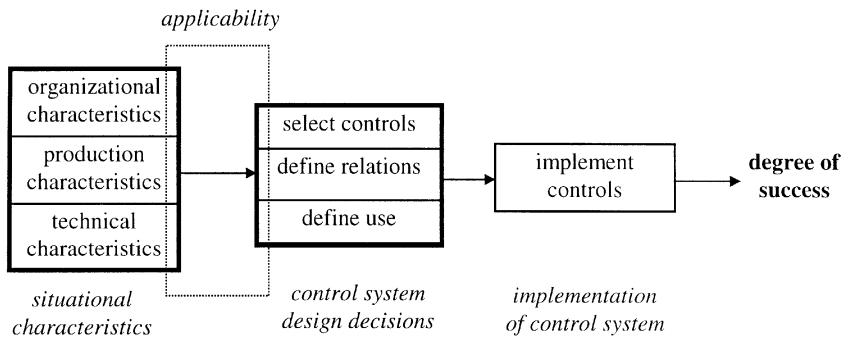 applicability
organizational
characteristics
production
characteristics
technical
characteristics
select controls
define relations
define use
implement
controls
degree of
success
situational
characteristics
control system
design decisions
implementation
of control system